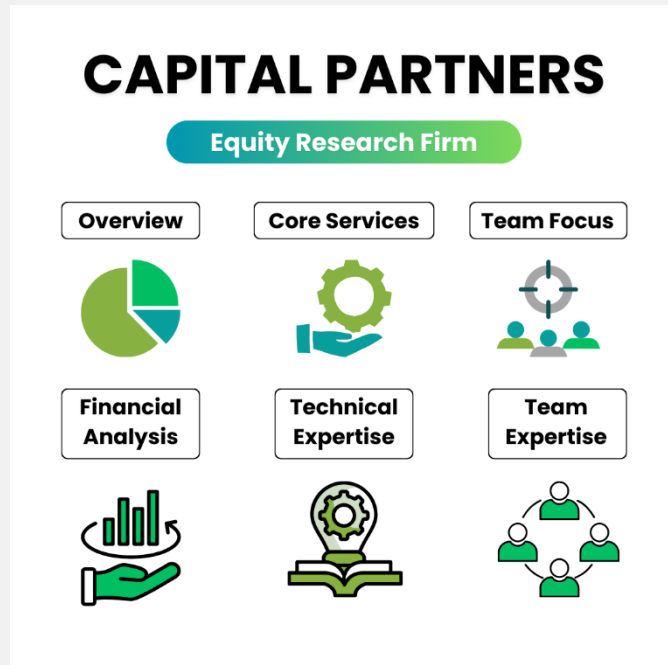 CAPITAL PARTNERS
Equity Research Firm
Overview
Core Services
Team Focus
Financial
Analysis
Technical
Expertise
Team
Expertise